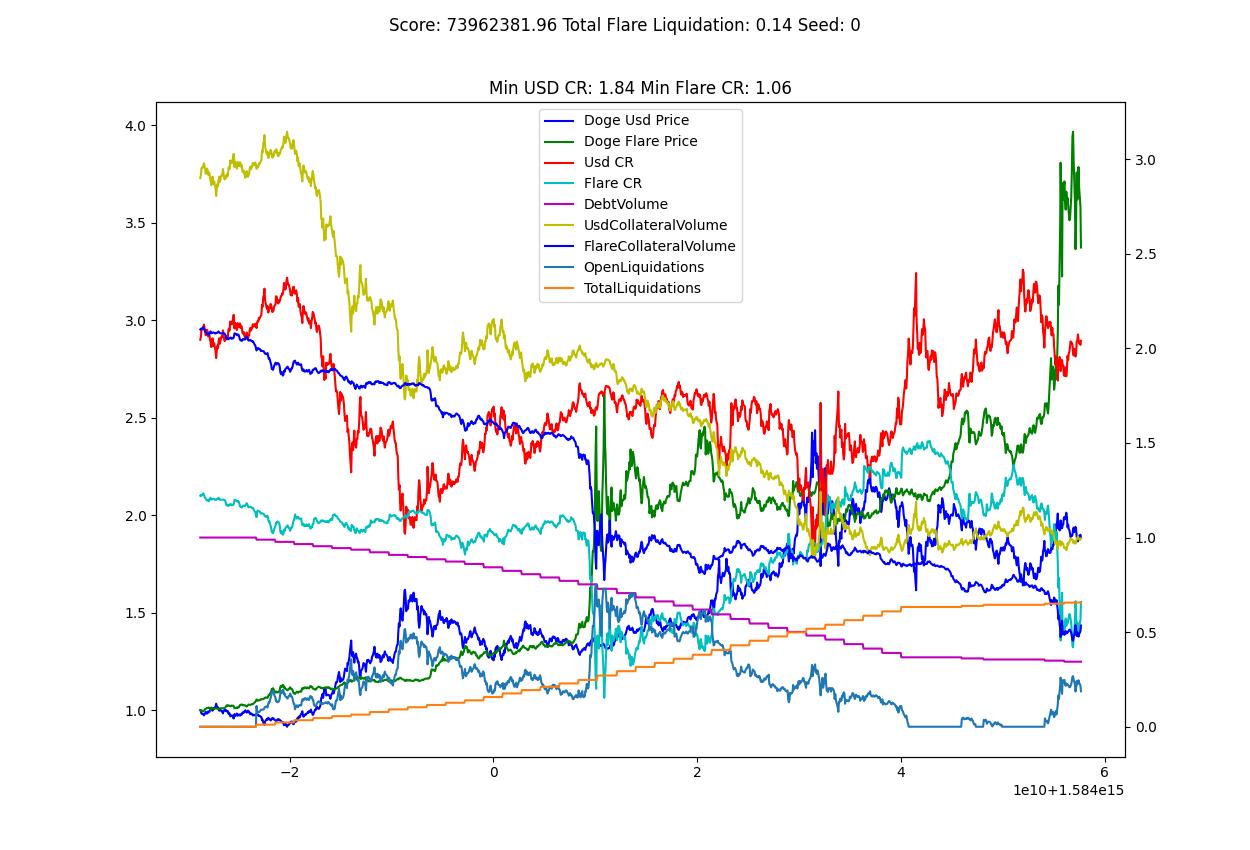 Score: 73962381.96 Total Flare Liquidation: 0.14 Seed: 0
Min USD CR: 1.84 Min Flare CR: 1.06
Doge Usd Price
Doge Flare Price
Usd CR
Flare CR
DebtVolume
UsdCollateralVolume
FlareCollateralVolume
OpenLiquidations
TotalLiquidations
4.0
3.5
3.0
2.5
2.0
1.5
1.0
3.0
2.5
2.0
1.5
1.0
0.5
0.0
−2
0
2
4
6
1e10+1.584e15